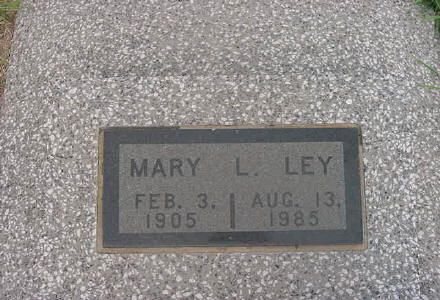 MARY L. LEY
FEB. 3, | AUG. 13,
1905 | 1985